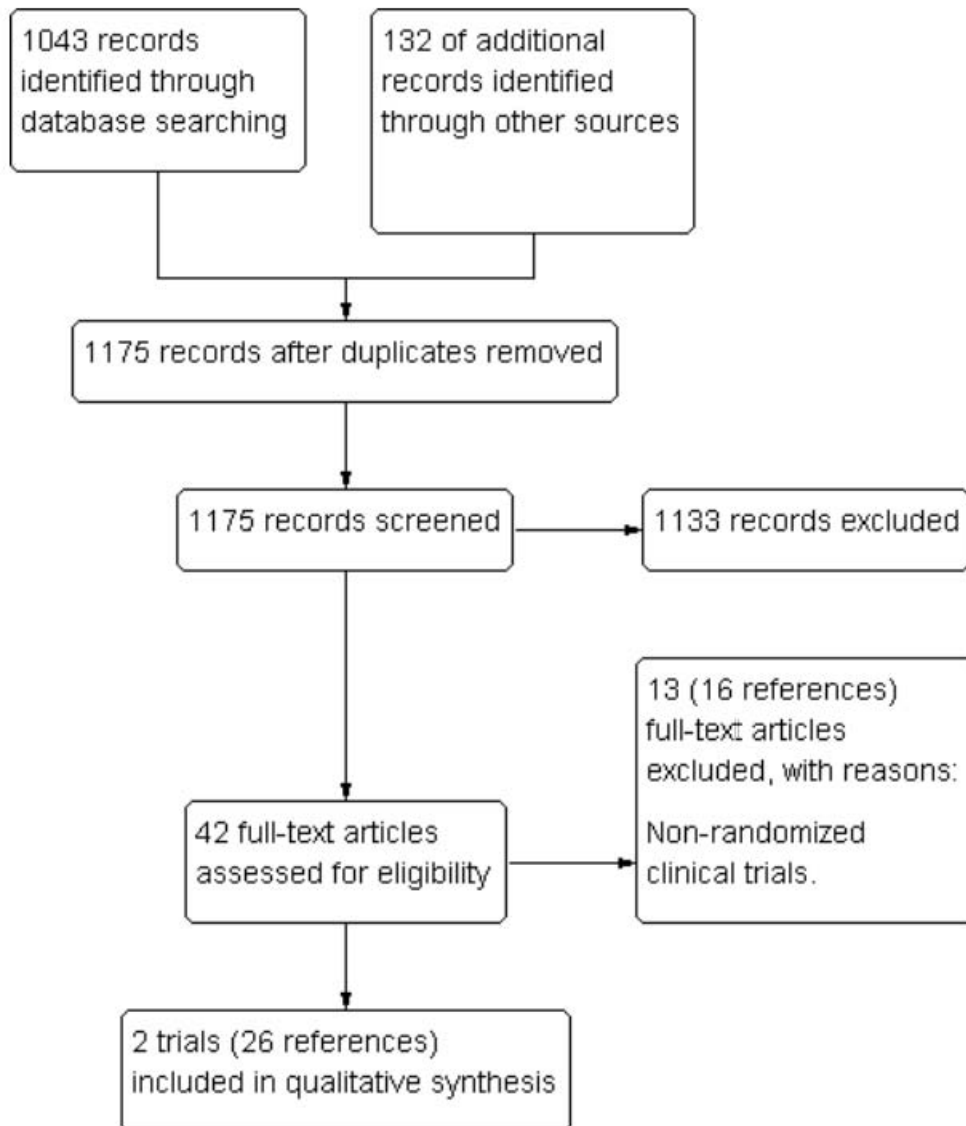 1043 records
identified through
database searching
132 of additional
records identified
through other sources
1175 records after duplicates removed
1175 records screened
1133 records excluded
13 (16 references)
full-text articles
excluded, with reasons:
Non-randomized
clinical trials.
42 full-text articles
assessed for eligibility
2 trials (26 references)
included in qualitative synthesis